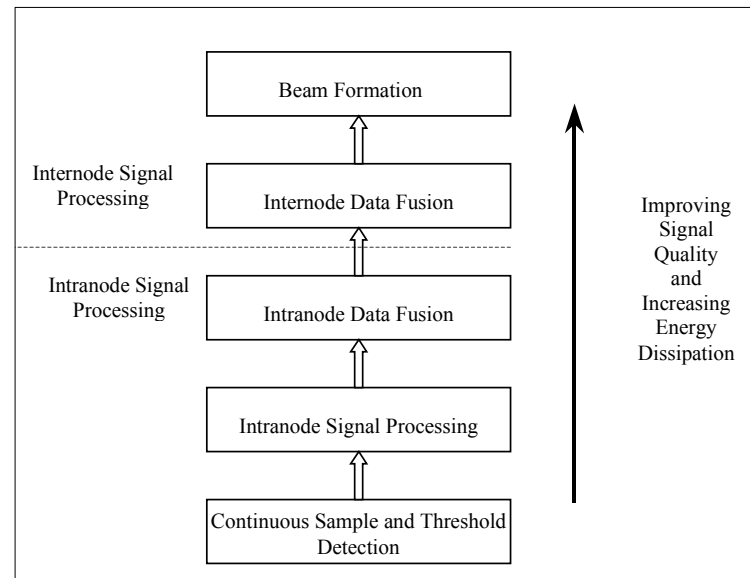 Beam Formation
Internode Signal
Processing
Internode Data Fusion
Intranode Signal
Processing
Intranode Data Fusion
Intranode Signal Processing
Continuous Sample and Threshold
Detection
Improving
Signal
Quality
and
Increasing
Energy
Dissipation